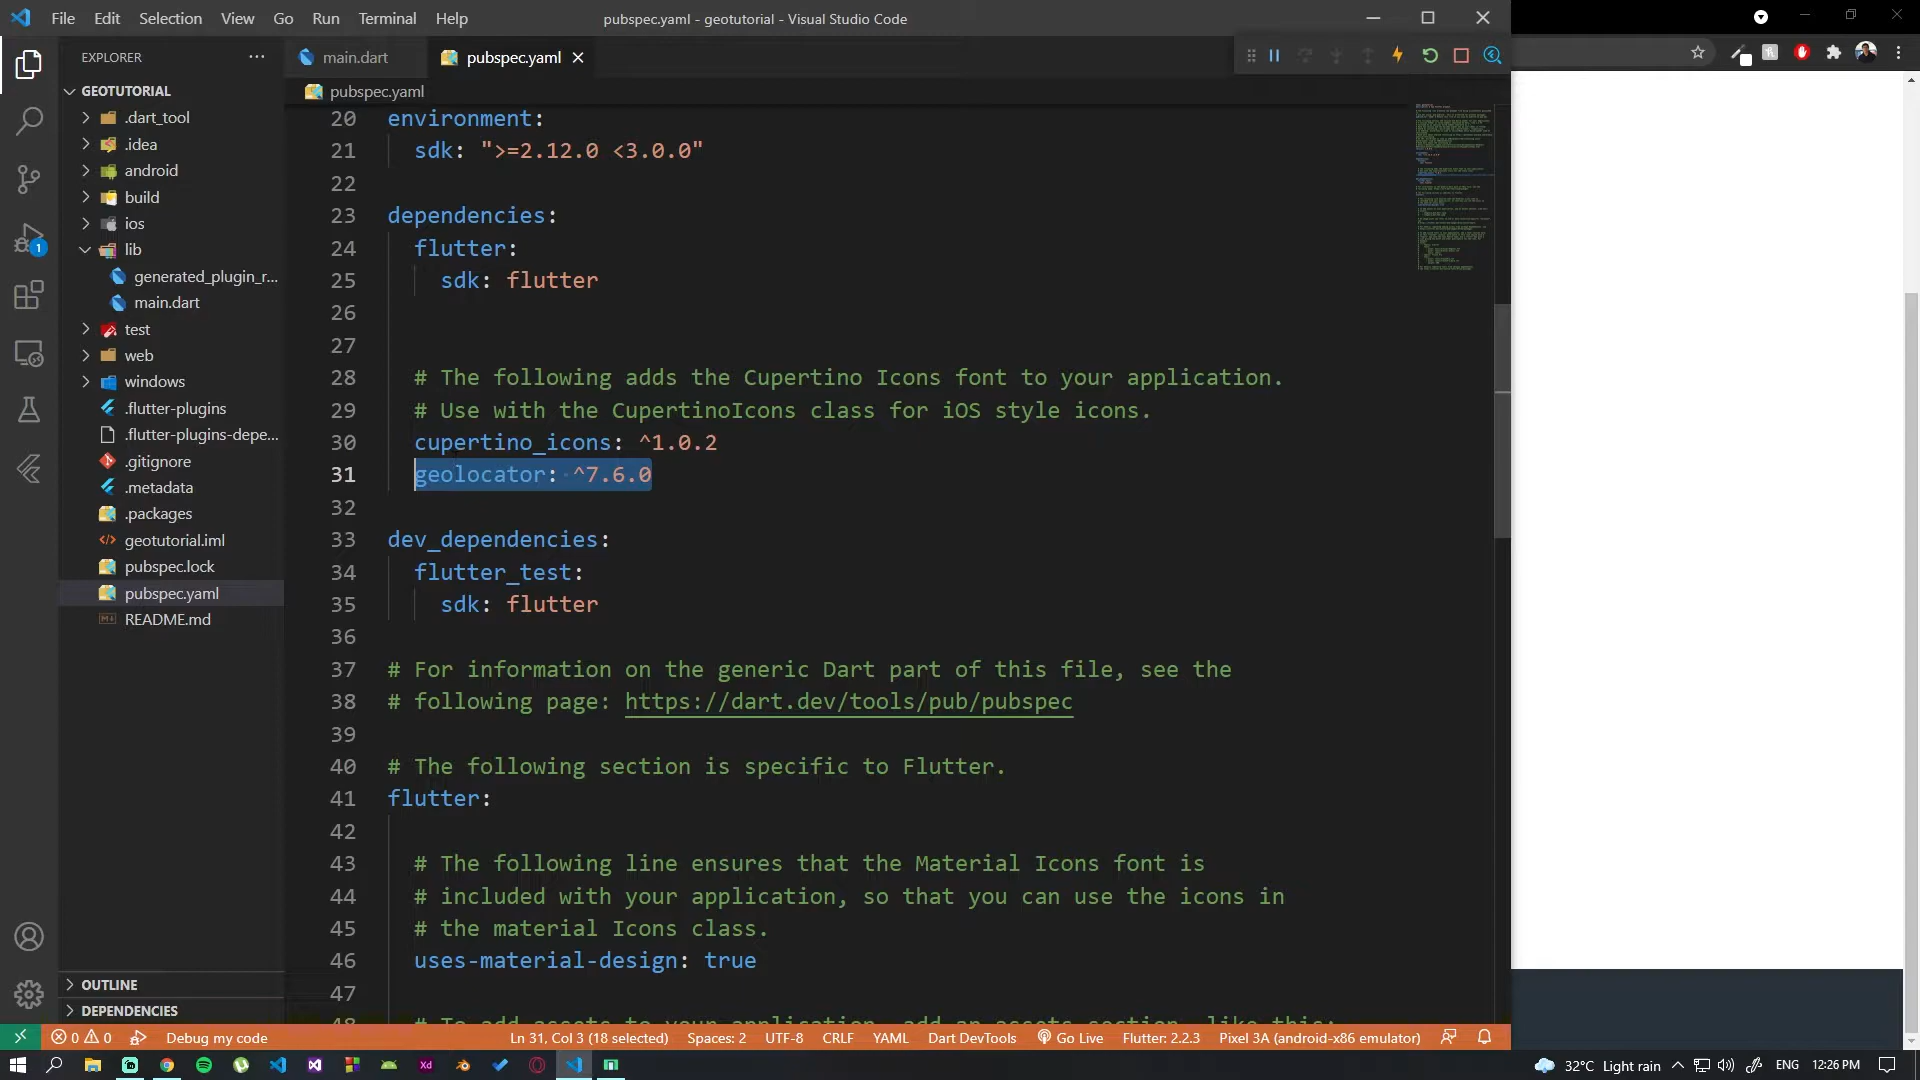 File Edit Selection View Go Run Terminal Help
pubspec.yaml - geotutorial - Visual Studio Code
EXPLORER
main.dart
pubspec.yaml
GEOTUTORIAL
.dart_tool
.idea
android
build
ios
lib
generated_plugin_r...
main.dart
test
web
windows
.flutter-plugins
.flutter-plugins-depe...
.gitignore
.metadata
.packages
geotutorial.iml
pubspec.lock
pubspec.yaml
README.md
OUTLINE
DEPENDENCIES
1
pubspec.yaml
20 environment:
21 sdk: ">=2.12.0 <3.0.0"
22
23 dependencies:
24 flutter:
25 sdk: flutter
26
27
28 # The following adds the Cupertino Icons font to your application.
29 # Use with the CupertinoIcons class for iOS style icons.
30 cupertino_icons: ^1.0.2
31 geolocator: ^7.6.0
32
33 dev_dependencies:
34 flutter_test:
35 sdk: flutter
36
37 # For information on the generic Dart part of this file, see the
38 # following page: https://dart.dev/tools/pub/pubspec
39
40 # The following section is specific to Flutter.
41 flutter:
42
43 # The following line ensures that the Material Icons font is
44 # included with your application, so that you can use the icons in
45 # the material Icons class.
46 uses-material-design: true
47
48 # To add assets to your application, add an assets section, like this:
0 0 Debug my code Ln 31, Col 3 (18 selected) Spaces: 2 UTF-8 CRLF YAML Dart DevTools Go Live Flutter: 2.2.3 Pixel 3A (android-x86 emulator)
Xd 32°C Light rain ENG 12:26 PM